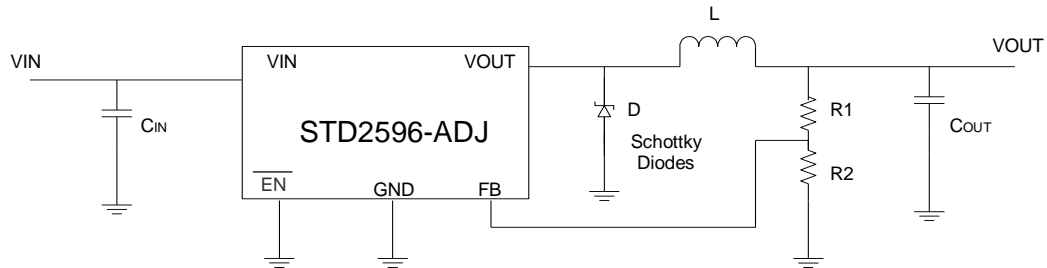 L
VIN
VIN
VOUT
VOUT
CIN
STD2596-ADJ
D
Schottky
Diodes
R1
COUT
R2
EN
GND
FB